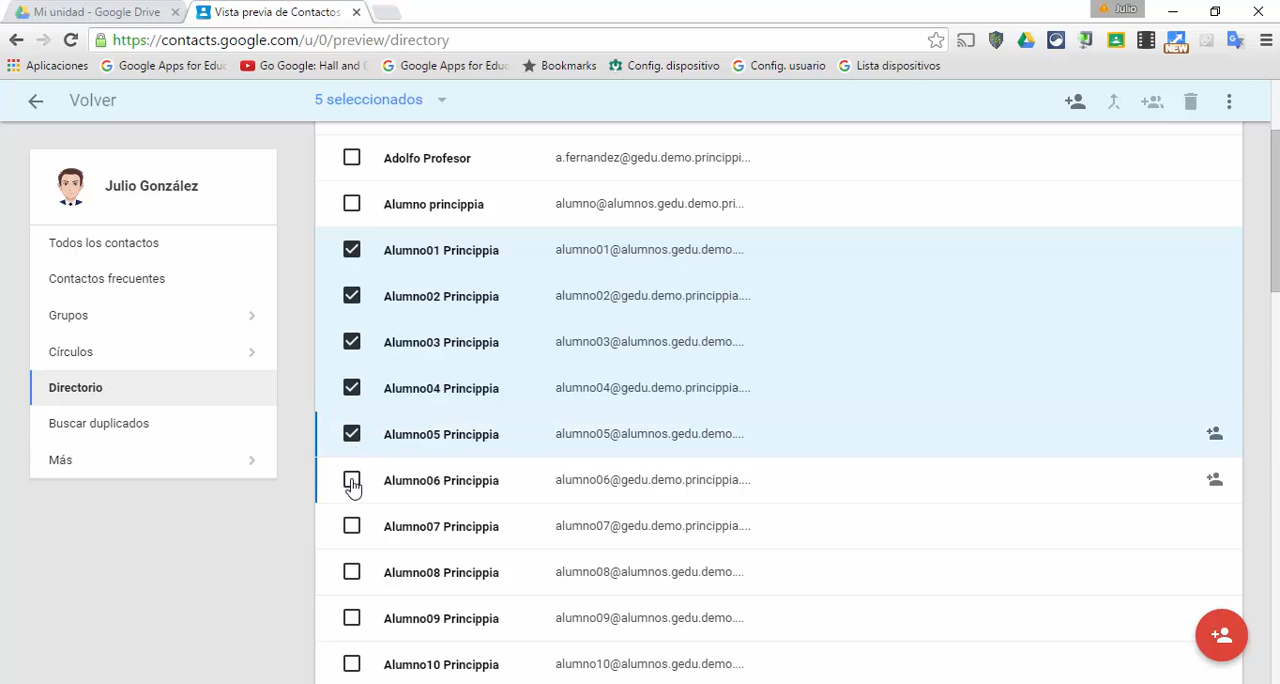 Mi unidad - Google Drive
Vista previa de Contactos
Julio
https://contacts.google.com/u/0/preview/directory
Aplicaciones
Google Apps for Educ
Go Google: Hall and
Google Apps for Educ
Bookmarks
Config. dispositivo
Config. usuario
Lista dispositivos
NEW
Volver
5 seleccionados
Julio González
Todos los contactos
Contactos frecuentes
Grupos
Círculos
Directorio
Buscar duplicados
Más
Adolfo Profesor a.fernandez@gedu.demo.princippi...
Alumno princippia alumno@alumnos.gedu.demo.pri...
Alumno01 Princippia alumno01@alumnos.gedu.demo....
Alumno02 Princippia alumno02@gedu.demo.princippia....
Alumno03 Princippia alumno03@alumnos.gedu.demo....
Alumno04 Princippia alumno04@gedu.demo.princippia....
Alumno05 Princippia alumno05@alumnos.gedu.demo....
Alumno06 Princippia alumno06@gedu.demo.princippia....
Alumno07 Princippia alumno07@gedu.demo.princippia....
Alumno08 Princippia alumno08@alumnos.gedu.demo....
Alumno09 Princippia alumno09@alumnos.gedu.demo....
Alumno10 Princippia alumno10@alumnos.gedu.demo....